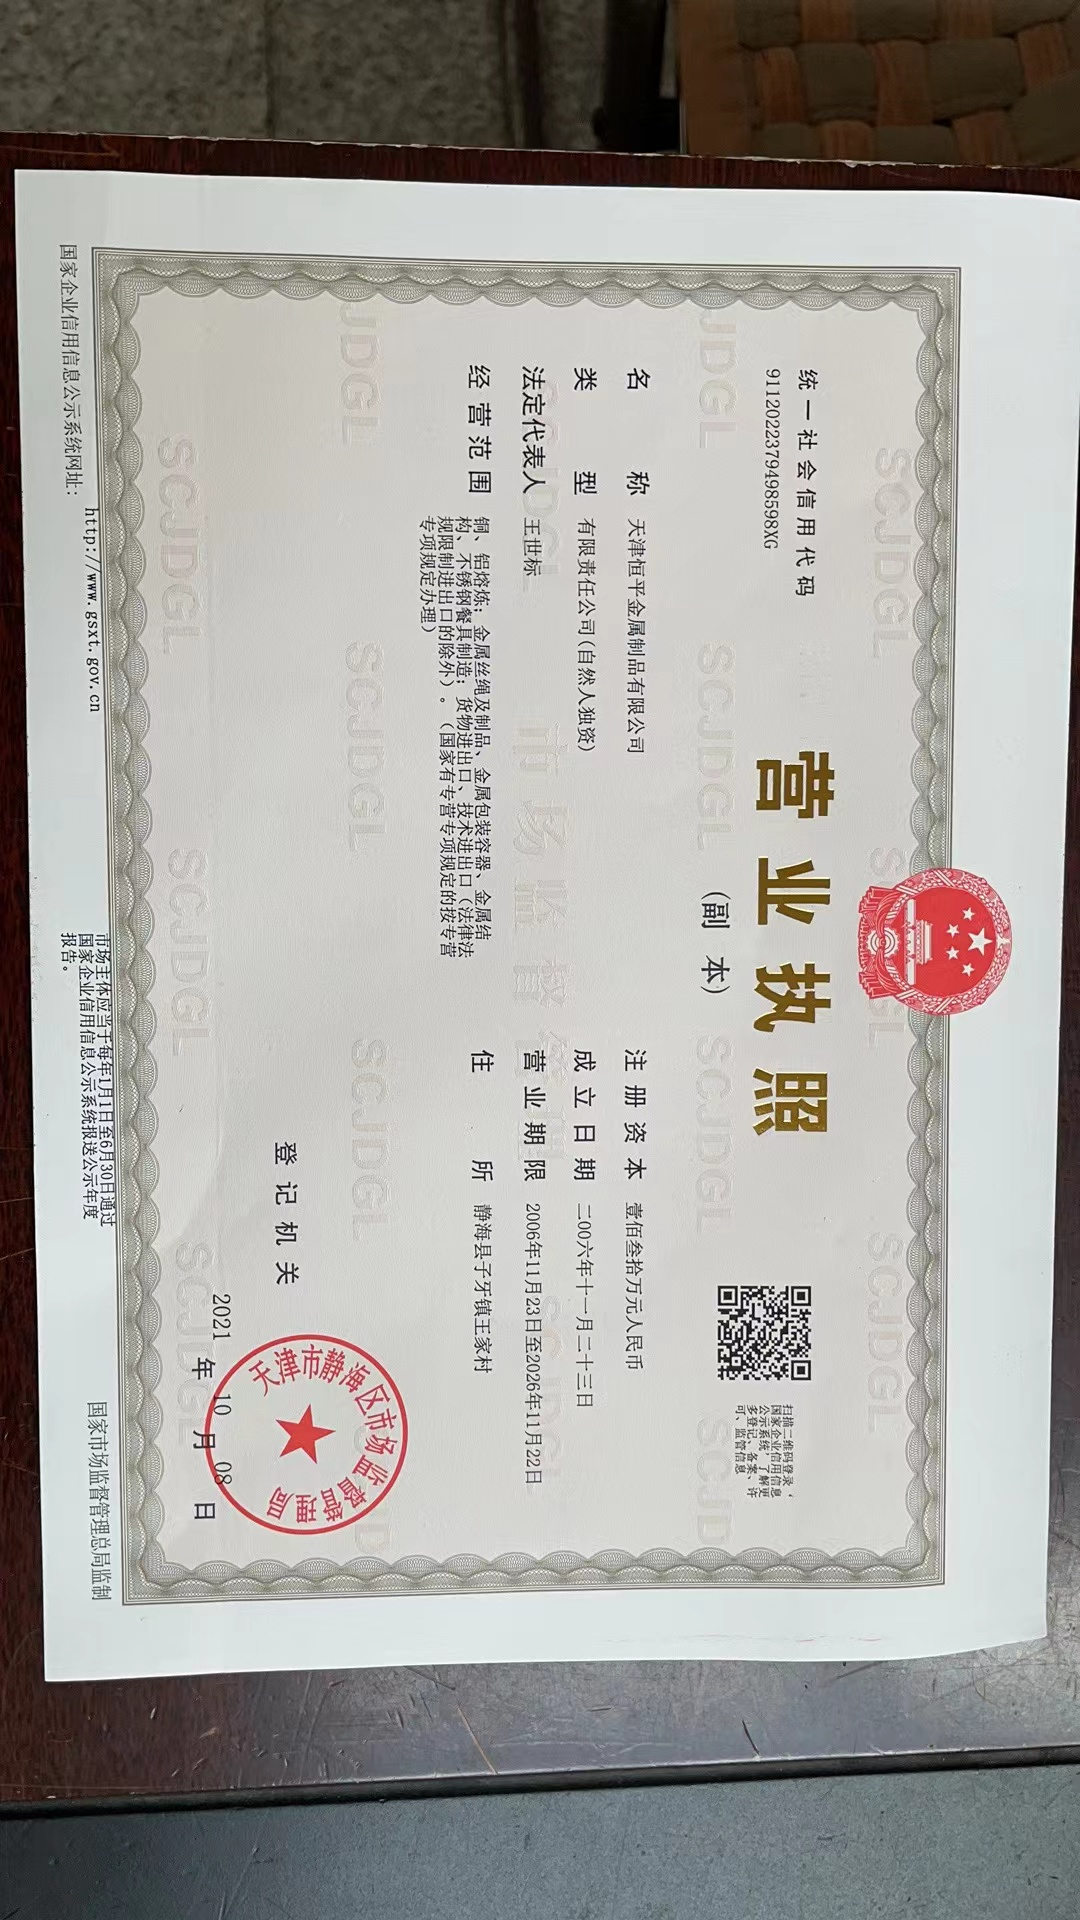 营业执照
(副 本)
统一社会信用代码
91120223794985 98XG
扫描二维码登录‘
国家企业信用信息
公示系统’了解更
多登记、备案、许
可、监管信息
名称 天津恒平金属制品有限公司
类型 有限责任公司(自然人独资)
法定代表人 王世标
经营范围 铜、铝熔炼；金属丝绳及制品、金属包装容器、金属结
构、不锈钢餐具制造；货物进出口、技术进出口（法律法
规限制进出口的除外）。（国家有专营专项规定的按专营
专项规定办理）
注册资本 壹佰叁拾万元人民币
成立日期 二00六年十一月二十三日
营业期限 2006年11月23日至2026年11月22日
住所 静海县子牙镇王家村
登记机关
天津市静海区市场监督管理局
2021 年 10 月 08 日
SCJDGL
市场监督管理
国家企业信用信息公示系统网址: http://www.gsxt.gov.cn
市场主体应当于每年1月1日至6月30日通过
国家企业信用信息公示系统报送公示年度
报告。
国家市场监督管理总局监制